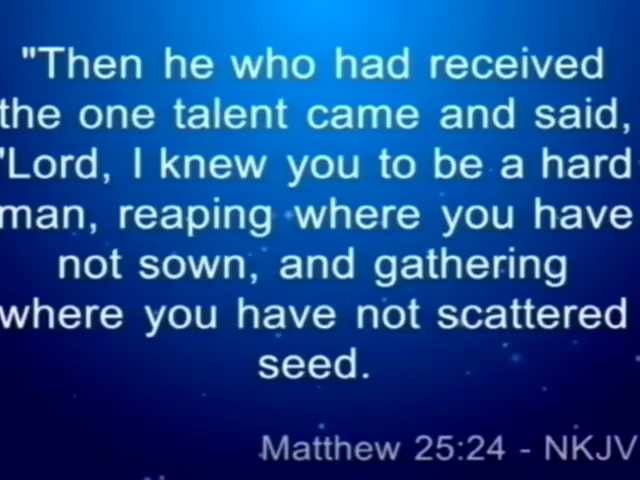 "Then he who had received
the one talent came and said,
'Lord, I knew you to be a hard
man, reaping where you have
not sown, and gathering
where you have not scattered
seed.
Matthew 25:24 - NKJV